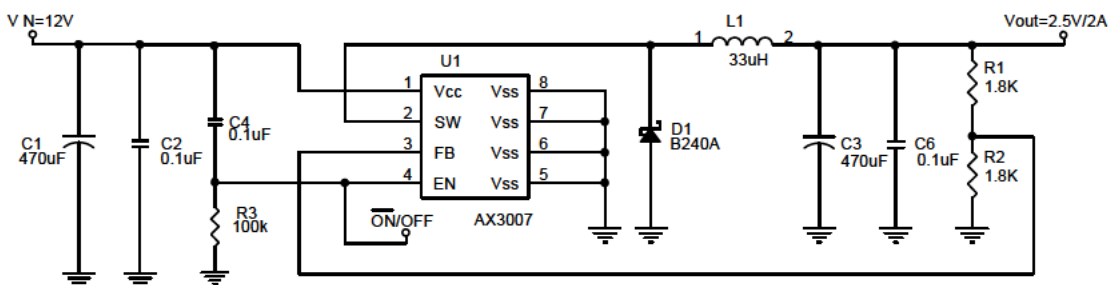 V N=12V
L1
Vout=2.5V/2A
1
2
33uH
U1
R1
1.8K
1
Vcc
Vss
8
C4
0.1uF
2
SW
Vss
7
C1
470uF
C2
0.1uF
D1
B240A
C3
470uF
C6
0.1uF
3
FB
Vss
6
R2
1.8K
4
EN
Vss
5
R3
100k
ON/OFF
AX3007